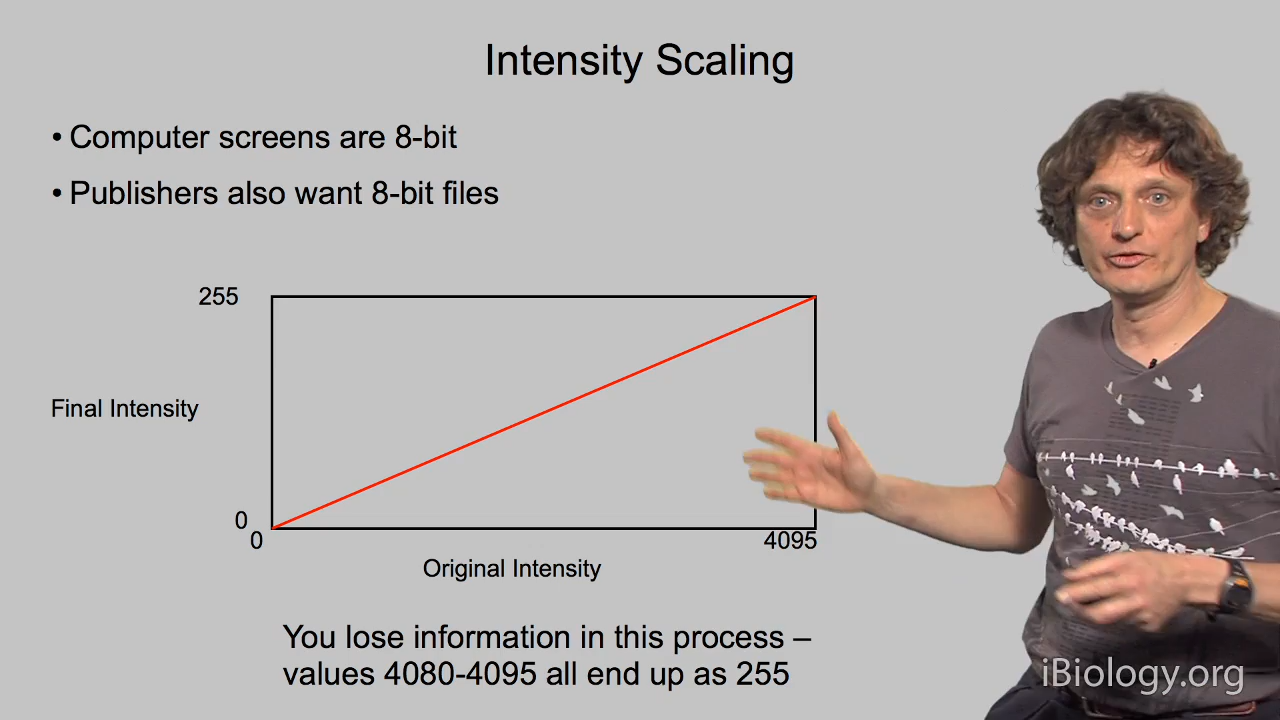 Intensity Scaling
• Computer screens are 8-bit
• Publishers also want 8-bit files
255
Final Intensity
0
0
4095
Original Intensity
You lose information in this process –
values 4080-4095 all end up as 255
iBiology.org